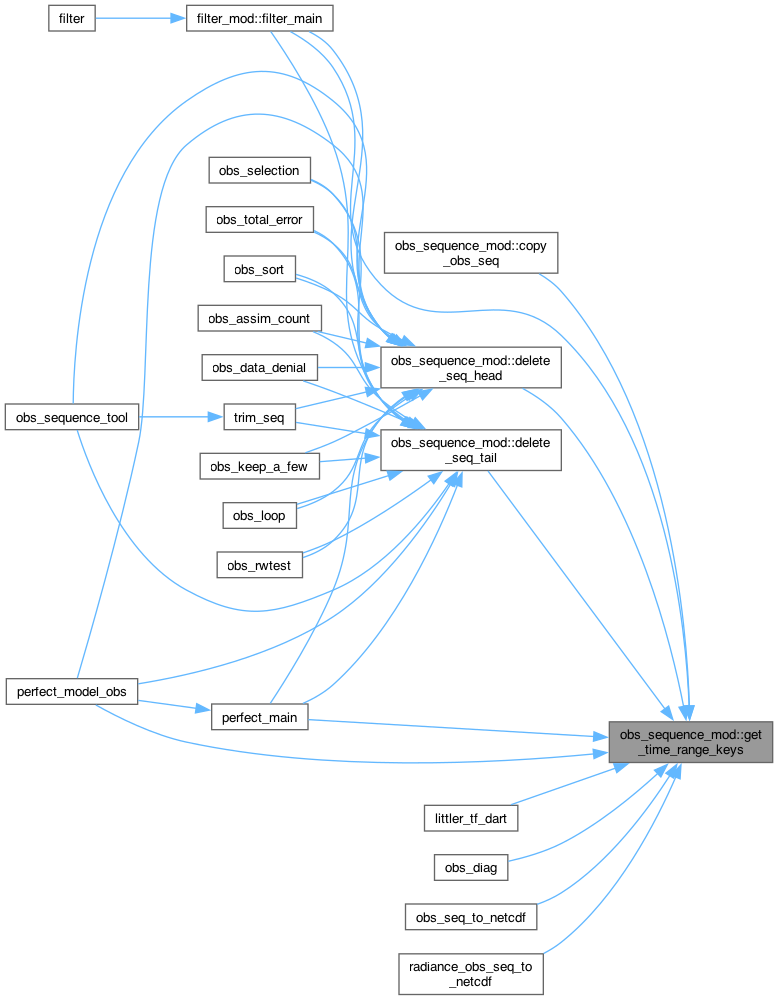 filter
filter_mod::filter_main
obs_selection
obs_total_error
obs_sequence_mod::copy
_obs_seq
obs_sort
obs_assim_count
obs_sequence_mod::delete
_seq_head
obs_data_denial
obs_sequence_tool
trim_seq
obs_sequence_mod::delete
_seq_tail
obs_keep_a_few
obs_loop
obs_rwtest
perfect_model_obs
perfect_main
obs_sequence_mod::get
_time_range_keys
littler_tf_dart
obs_diag
obs_seq_to_netcdf
radiance_obs_seq_to
_netcdf